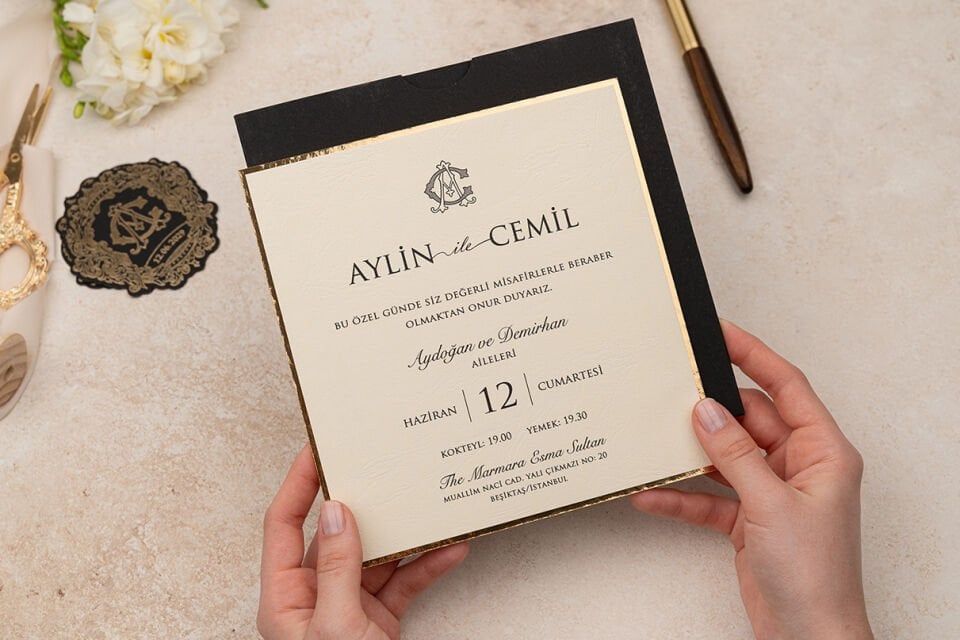 AYLİN ile CEMİL
BU ÖZEL GÜNDE SİZ DEĞERLİ MİSAFİRLERLE BERABER
OLMAKTAN ONUR DUYARIZ.
Aydoğan ve Demirhan
AİLELERİ
HAZİRAN | 12 | CUMARTESİ
KOKTEYL: 19.00 YEMEK: 19.30
The Marmara Esma Sultan
MUALLİM NACİ CAD. YALI ÇIKMAZI NO: 20
BEŞİKTAŞ/İSTANBUL